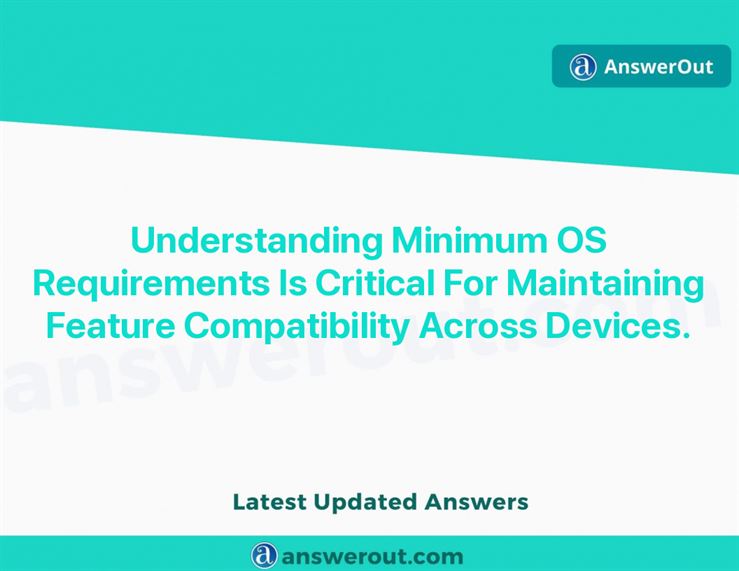 AnswerOut
Understanding Minimum OS
Requirements Is Critical For Maintaining
Feature Compatibility Across Devices.
answerout.com
Latest Updated Answers
answerout.com